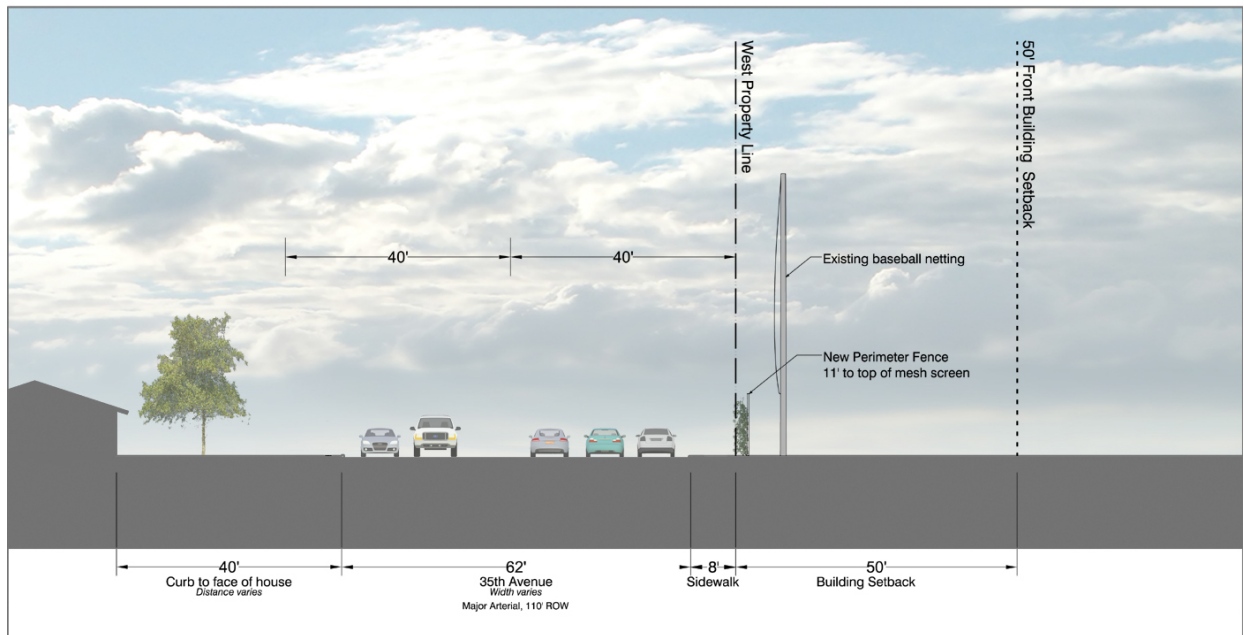 West Property Line
50' Front Building Setback
40'
40'
Existing baseball netting
New Perimeter Fence
11' to top of mesh screen
40'
Curb to face of house
Distance varies
62'
35th Avenue
Width varies
Major Arterial, 110' ROW
8'
Sidewalk
50'
Building Setback